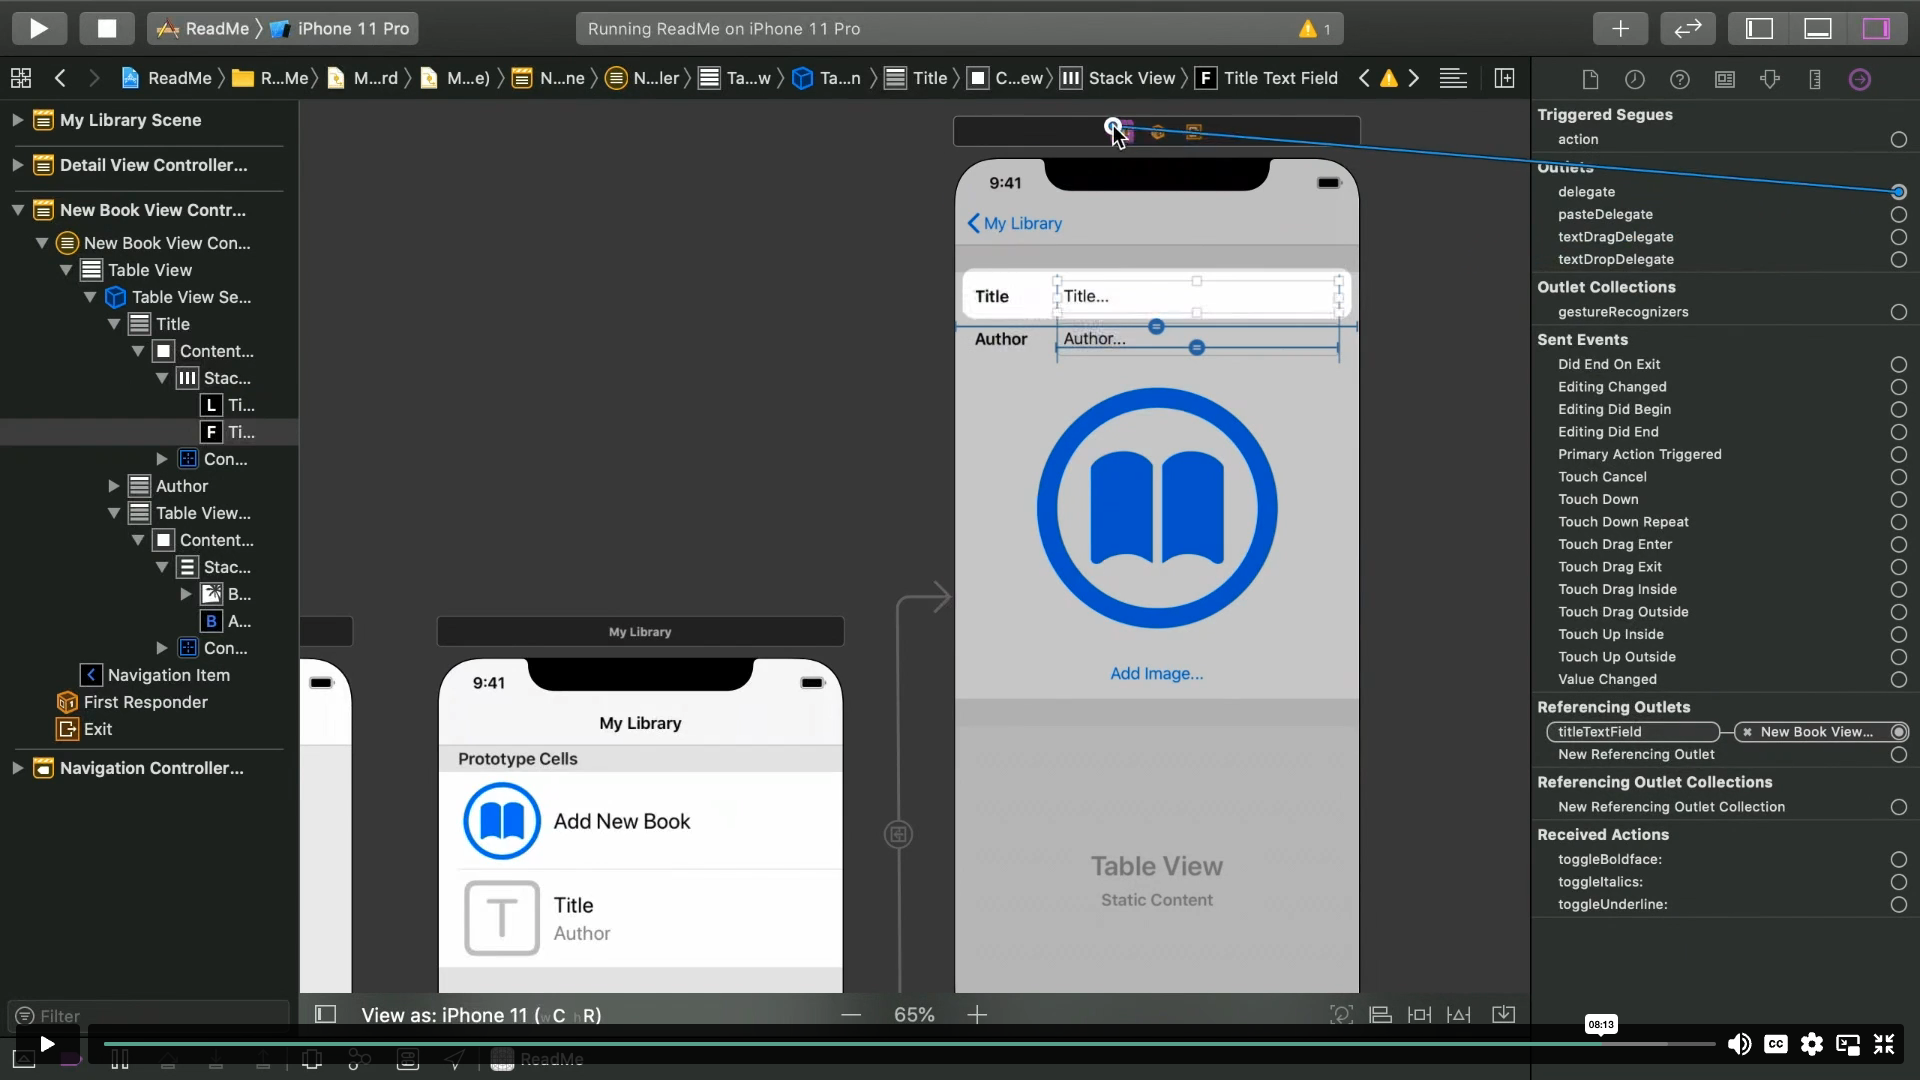 ReadMe
iPhone 11 Pro
Running ReadMe on iPhone 11 Pro
1
ReadMe
R...Me
M...rd
M...e)
N...ne
N...ler
Ta...w
Ta...n
Title
C...ew
Stack View
F
Title Text Field
My Library Scene
Detail View Controller...
New Book View Contr...
New Book View Con...
Table View
Table View Se...
Title
Content...
Stac...
L
Ti...
F
Ti...
Con...
Author
Table View...
Content...
Stac...
B...
B
A...
Con...
Navigation Item
First Responder
Exit
Navigation Controller...
Filter
9:41
My Library
Title
Title...
Author
Author...
Add Image...
Table View
Static Content
My Library
9:41
My Library
Prototype Cells
Add New Book
T
Title
Author
View as: iPhone 11 (wC hR)
65%
Triggered Segues
action
Outlets
delegate
pasteDelegate
textDragDelegate
textDropDelegate
Outlet Collections
gestureRecognizers
Sent Events
Did End On Exit
Editing Changed
Editing Did Begin
Editing Did End
Primary Action Triggered
Touch Cancel
Touch Down
Touch Down Repeat
Touch Drag Enter
Touch Drag Exit
Touch Drag Inside
Touch Drag Outside
Touch Up Inside
Touch Up Outside
Value Changed
Referencing Outlets
titleTextField
New Book View...
New Referencing Outlet
Referencing Outlet Collections
New Referencing Outlet Collection
Received Actions
toggleBoldface:
toggleItalics:
toggleUnderline:
08:13
CC
ReadMe